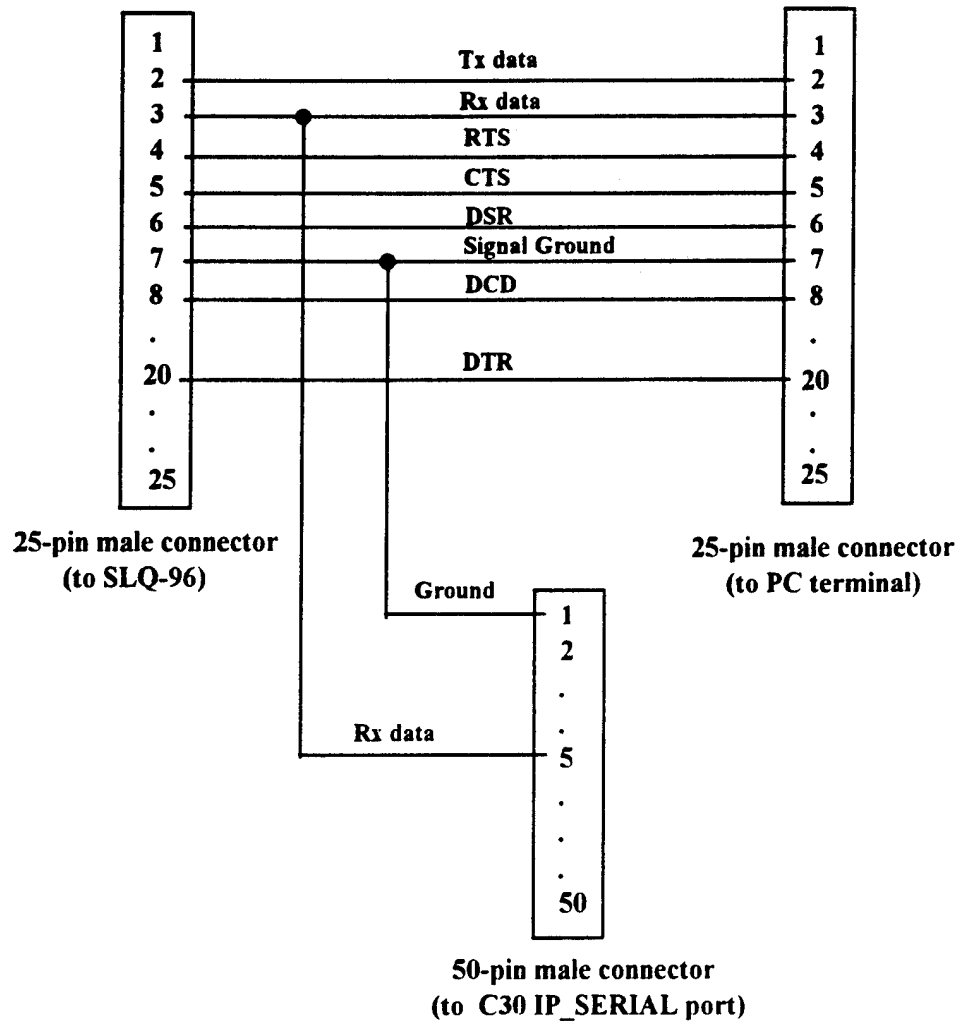 1 1
Tx data
2 2
Rx data
3 3
RTS
4 4
CTS
5 5
DSR
6 6
Signal Ground
7 7
DCD
8 8
. .
DTR
20 20
. .
. .
25 25
25-pin male connector
(to SLQ-96)
25-pin male connector
(to PC terminal)
Ground
1
2
.
.
Rx data
5
.
.
.
50
50-pin male connector
(to C30 IP_SERIAL port)